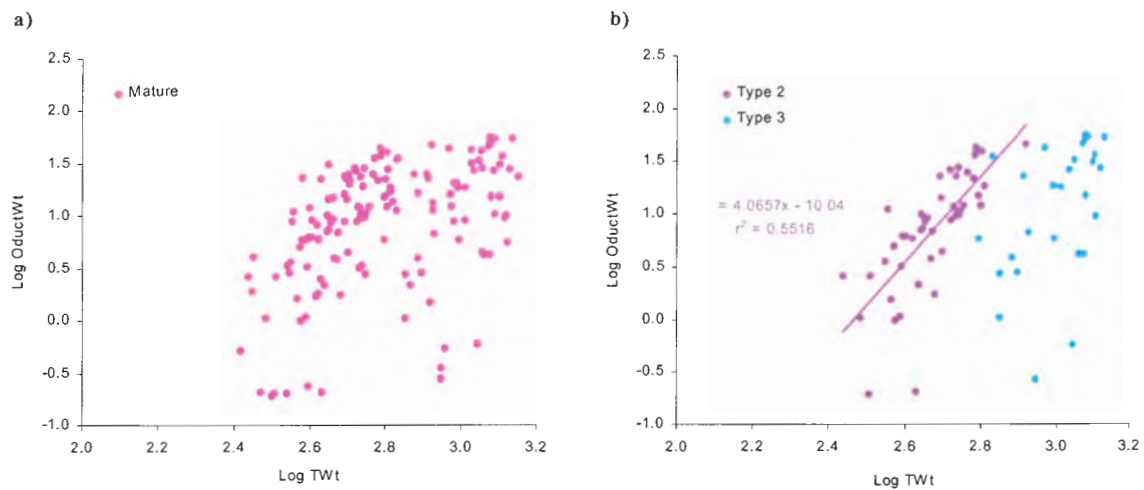 a)
2.5
2.0
1.5
1.0
0.5
0.0
-0.5
-1.0
Log OductWt
Mature
2.0 2.2 2.4 2.6 2.8 3.0 3.2
Log TWt
b)
2.5
2.0
1.5
1.0
0.5
0.0
-0.5
-1.0
Log OductWt
Type 2
Type 3
= 4.0657x - 10.04
r² = 0.5516
2.0 2.2 2.4 2.6 2.8 3.0 3.2
Log TWt